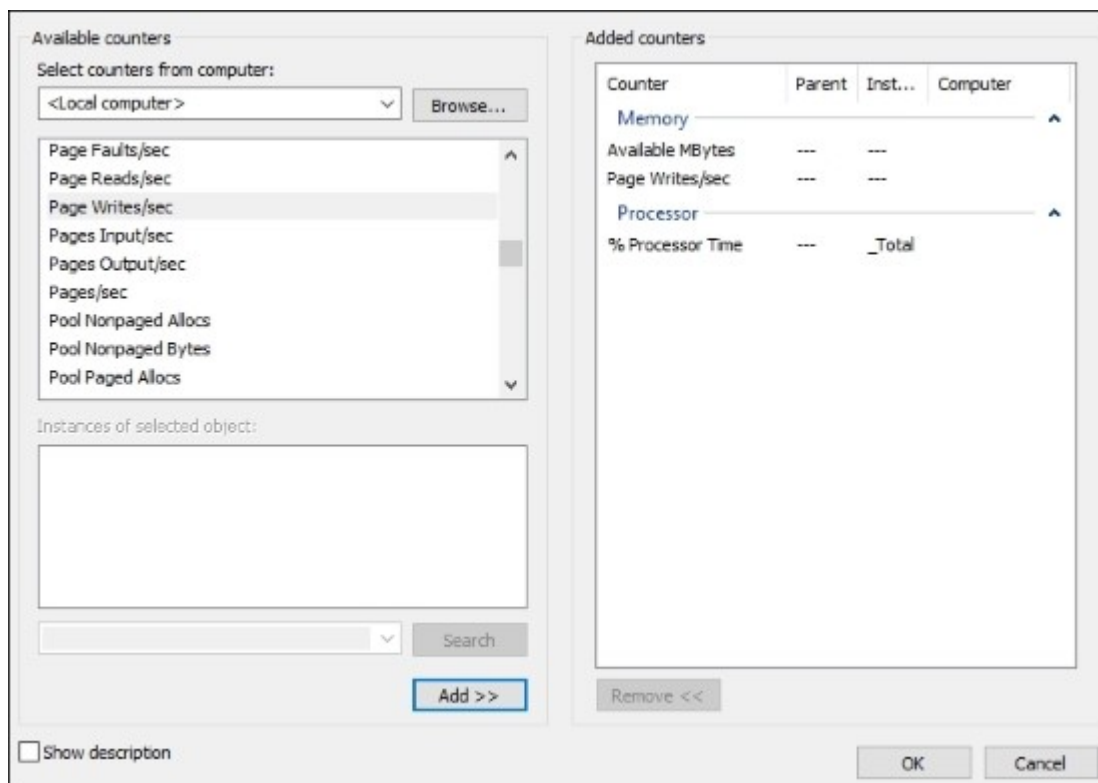 Available counters
Select counters from computer:
<Local computer>
Browse...
Page Faults/sec
Page Reads/sec
Page Writes/sec
Pages Input/sec
Pages Output/sec
Pages/sec
Pool Nonpaged Allocs
Pool Nonpaged Bytes
Pool Paged Allocs
Instances of selected object:
Search
Add >>
Show description
Added counters
Counter Parent Inst... Computer
Memory
Available MBytes --- ---
Page Writes/sec --- ---
Processor
% Processor Time --- _Total
Remove <<
OK Cancel